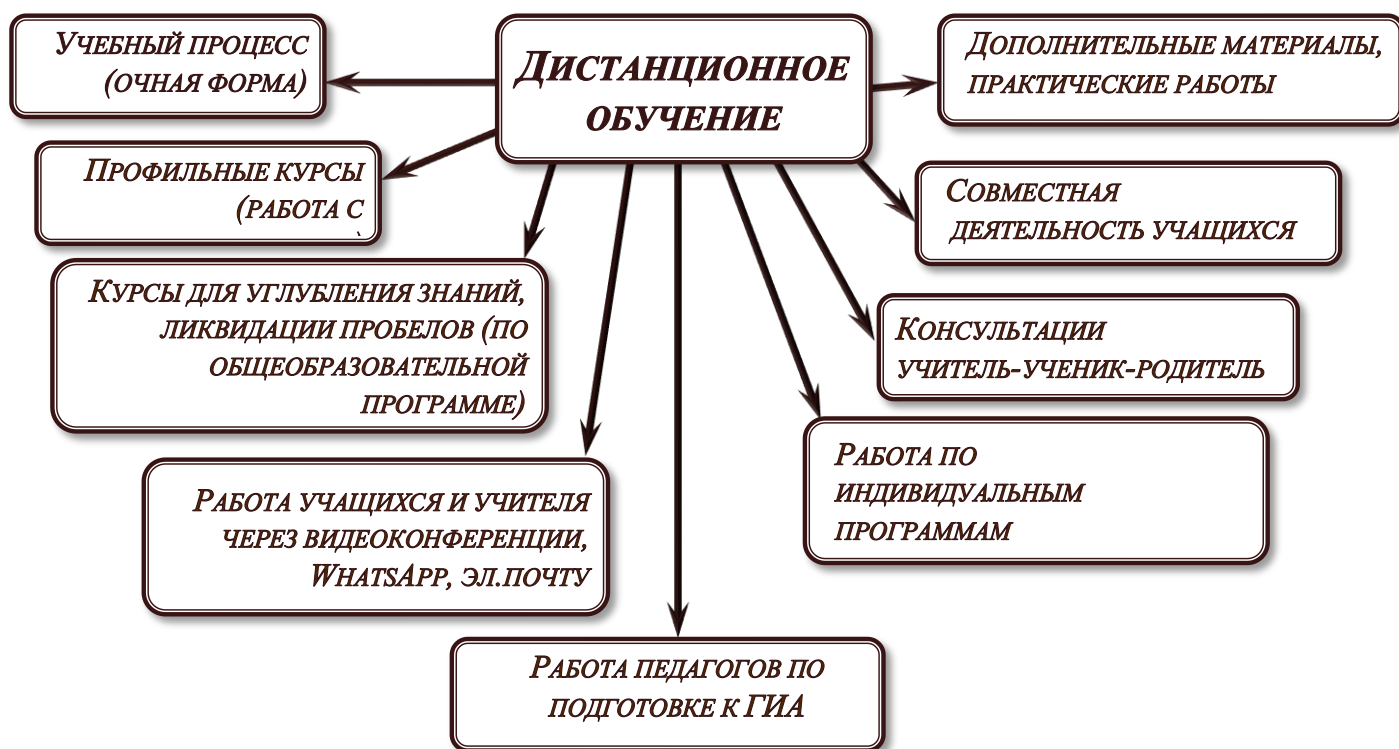 Дистанционное
обучение
Учебный процесс
(очная форма)
Профильные курсы
(работа с
Курсы для углубления знаний,
ликвидации пробелов (по
общеобразовательной
программе)
Работа учащихся и учителя
через видеоконференции,
WhatsApp, эл.почту
Работа педагогов по
подготовке к ГИА
Работа по
индивидуальным
программам
Консультации
учитель-ученик-родитель
Совместная
деятельность учащихся
Дополнительные материалы,
практические работы